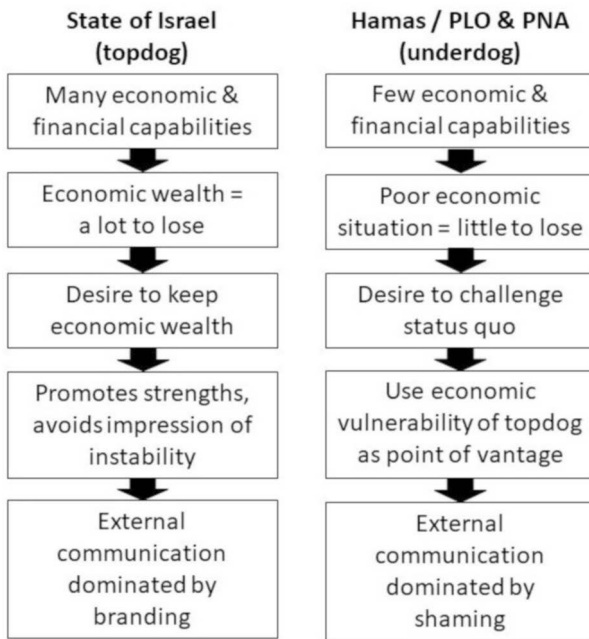 State of Israel
(topdog)
Many economic &
financial capabilities
Economic wealth =
a lot to lose
Desire to keep
economic wealth
Promotes strengths,
avoids impression of
instability
External
communication
dominated by
branding
Hamas / PLO & PNA
(underdog)
Few economic &
financial capabilities
Poor economic
situation = little to lose
Desire to challenge
status quo
Use economic
vulnerability of topdog
as point of vantage
External
communication
dominated by
shaming